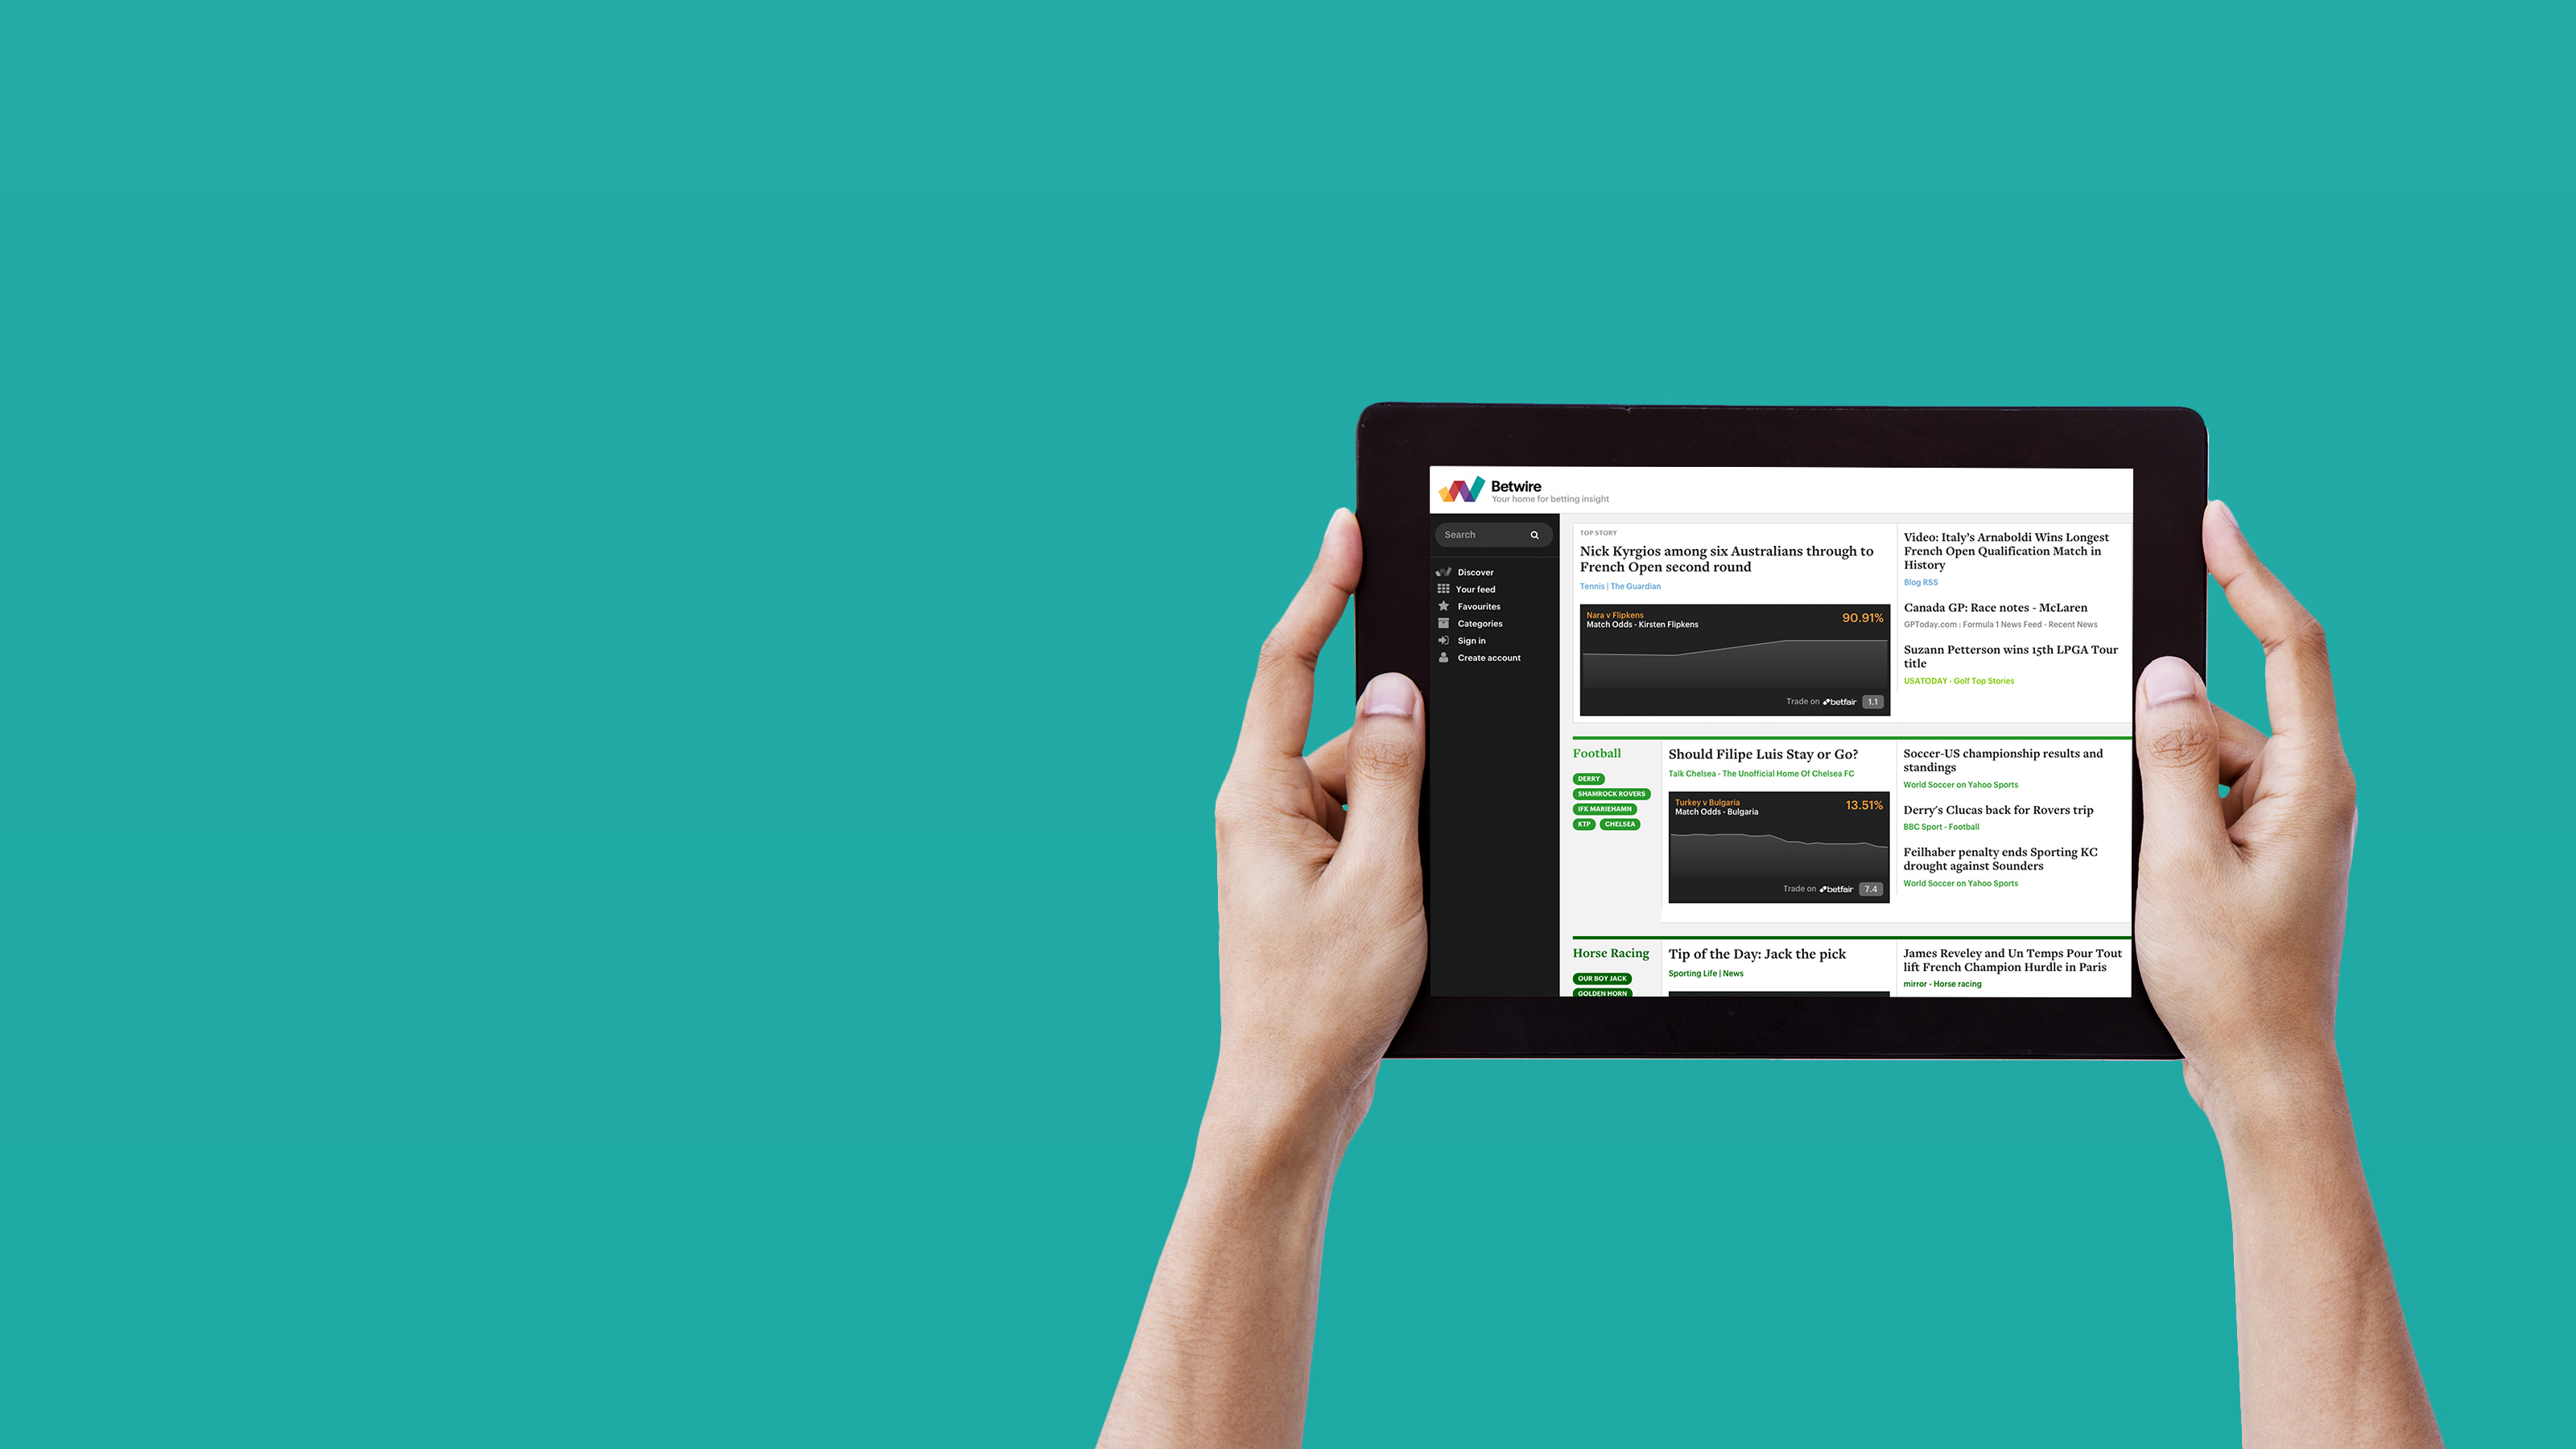 Betwire
Your home for betting insight
Search
Discover
Your feed
Favourites
Categories
Sign in
Create account
TOP STORY
Nick Kyrgios among six Australians through to
French Open second round
Tennis | The Guardian
Nara v Flipkens
Match Odds - Kirsten Flipkens
90.91%
Trade on betfair 1.1
Video: Italy's Arnaboldi Wins Longest
French Open Qualification Match in
History
Blog RSS
Canada GP: Race notes - McLaren
GPToday.com : Formula 1 News Feed - Recent News
Suzann Petterson wins 15th LPGA Tour
title
USATODAY - Golf Top Stories
Football
DERRY
SHAMROCK ROVERS
IFK MARIEHAMN
KTP CHELSEA
Should Filipe Luis Stay or Go?
Talk Chelsea - The Unofficial Home Of Chelsea FC
Turkey v Bulgaria
Match Odds - Bulgaria
13.51%
Trade on betfair 7.4
Soccer-US championship results and
standings
World Soccer on Yahoo Sports
Derry's Clucas back for Rovers trip
BBC Sport - Football
Feilhaber penalty ends Sporting KC
drought against Sounders
World Soccer on Yahoo Sports
Horse Racing
OUR BOY JACK
GOLDEN HORN
Tip of the Day: Jack the pick
Sporting Life | News
James Reveley and Un Temps Pour Tout
lift French Champion Hurdle in Paris
mirror - Horse racing